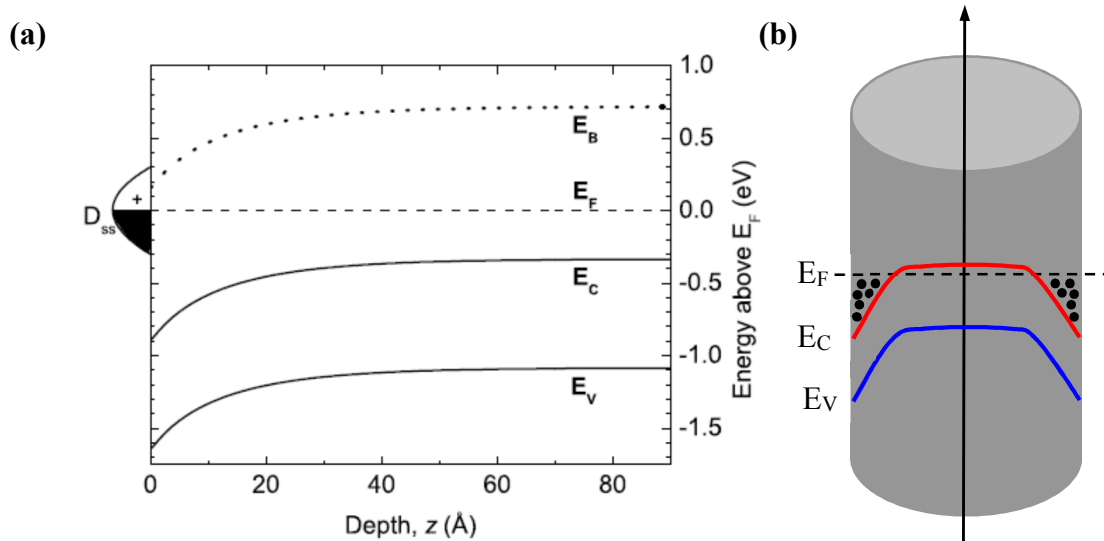 (a)
(b)
1.0
0.5
0.0
-0.5
-1.0
-1.5
E_B
E_F
E_C
E_V
+
D_ss
Energy above E_F (eV)
0 20 40 60 80
Depth, z (Å)
E_F
E_C
E_V